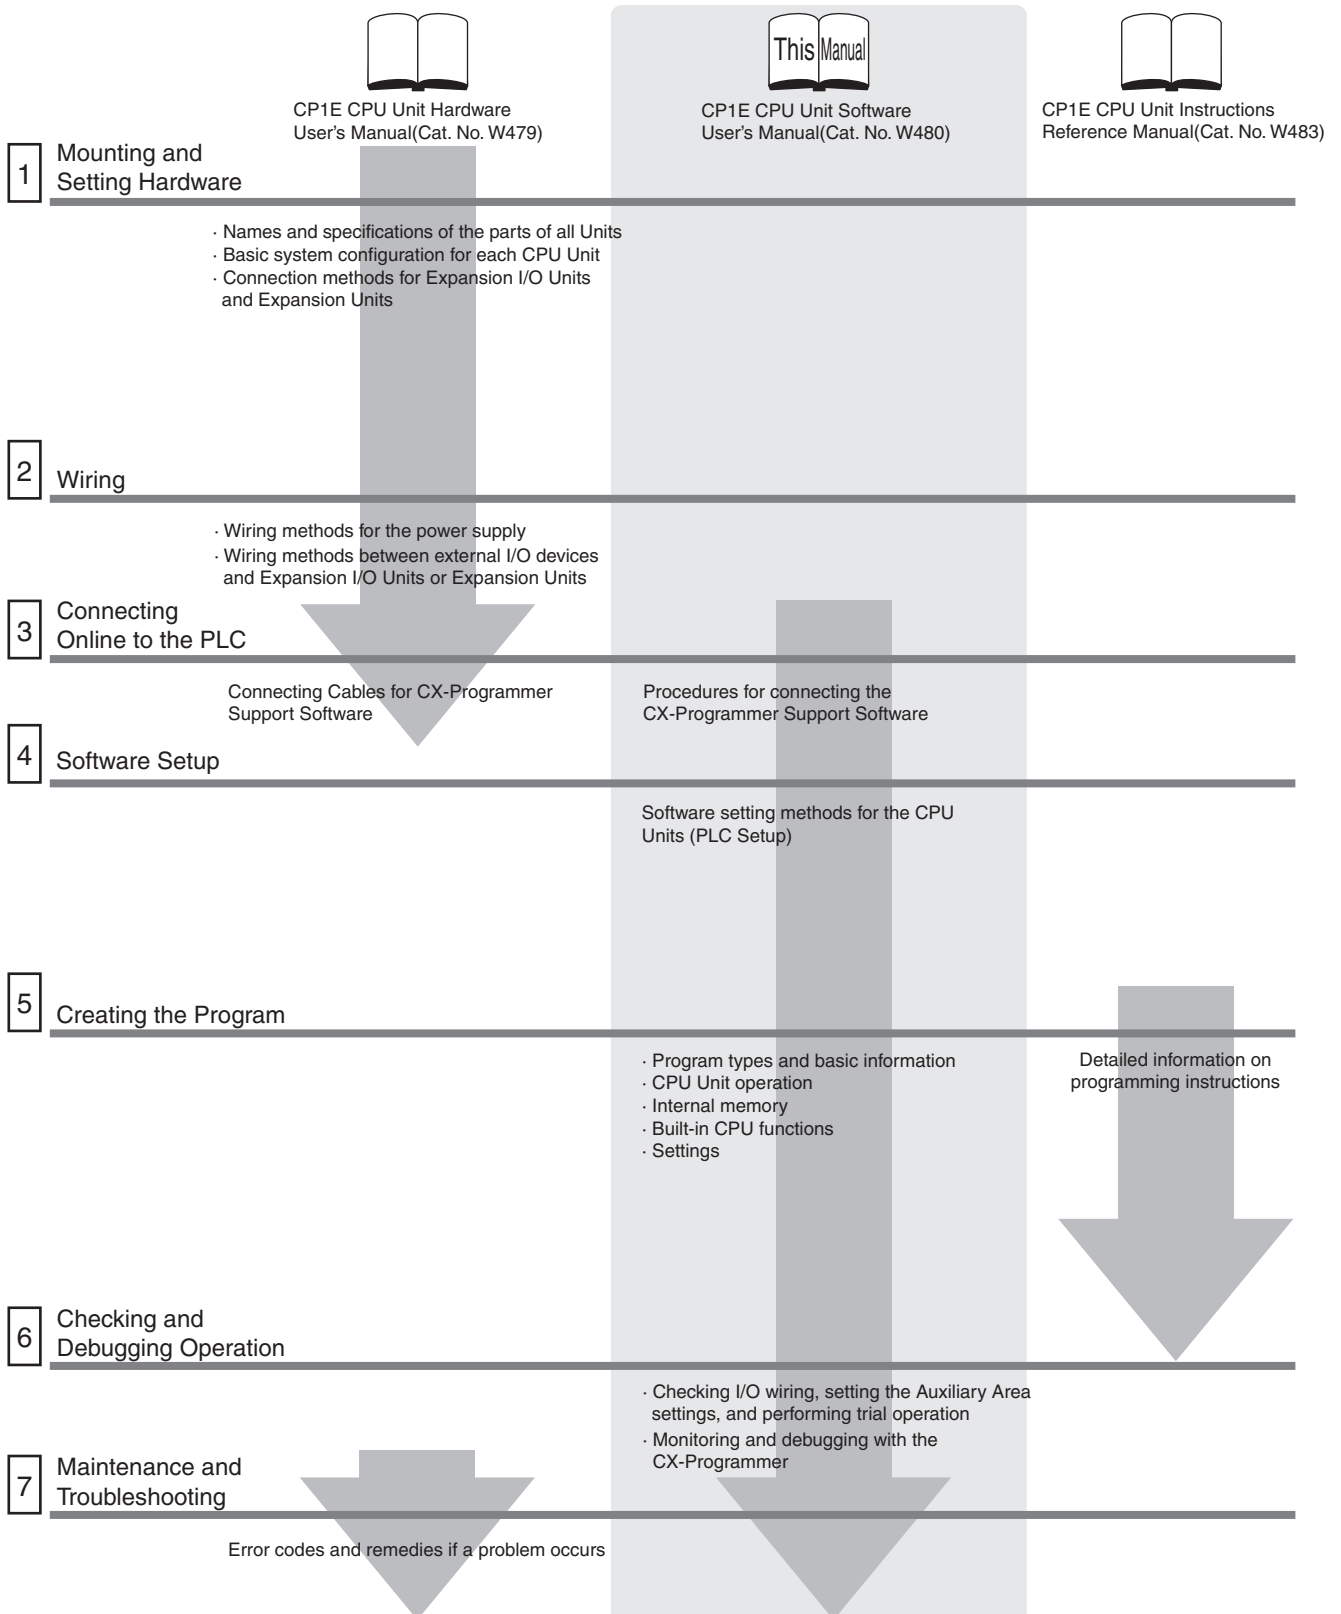 This Manual
CP1E CPU Unit Hardware
User's Manual(Cat. No. W479)
CP1E CPU Unit Software
User's Manual(Cat. No. W480)
CP1E CPU Unit Instructions
Reference Manual(Cat. No. W483)
1
Mounting and
Setting Hardware
· Names and specifications of the parts of all Units
· Basic system configuration for each CPU Unit
· Connection methods for Expansion I/O Units
and Expansion Units
2
Wiring
· Wiring methods for the power supply
· Wiring methods between external I/O devices
and Expansion I/O Units or Expansion Units
3
Connecting
Online to the PLC
Connecting Cables for CX-Programmer
Support Software
Procedures for connecting the
CX-Programmer Support Software
4
Software Setup
Software setting methods for the CPU
Units (PLC Setup)
5
Creating the Program
· Program types and basic information
· CPU Unit operation
· Internal memory
· Built-in CPU functions
· Settings
Detailed information on
programming instructions
6
Checking and
Debugging Operation
· Checking I/O wiring, setting the Auxiliary Area
settings, and performing trial operation
· Monitoring and debugging with the
CX-Programmer
7
Maintenance and
Troubleshooting
Error codes and remedies if a problem occurs